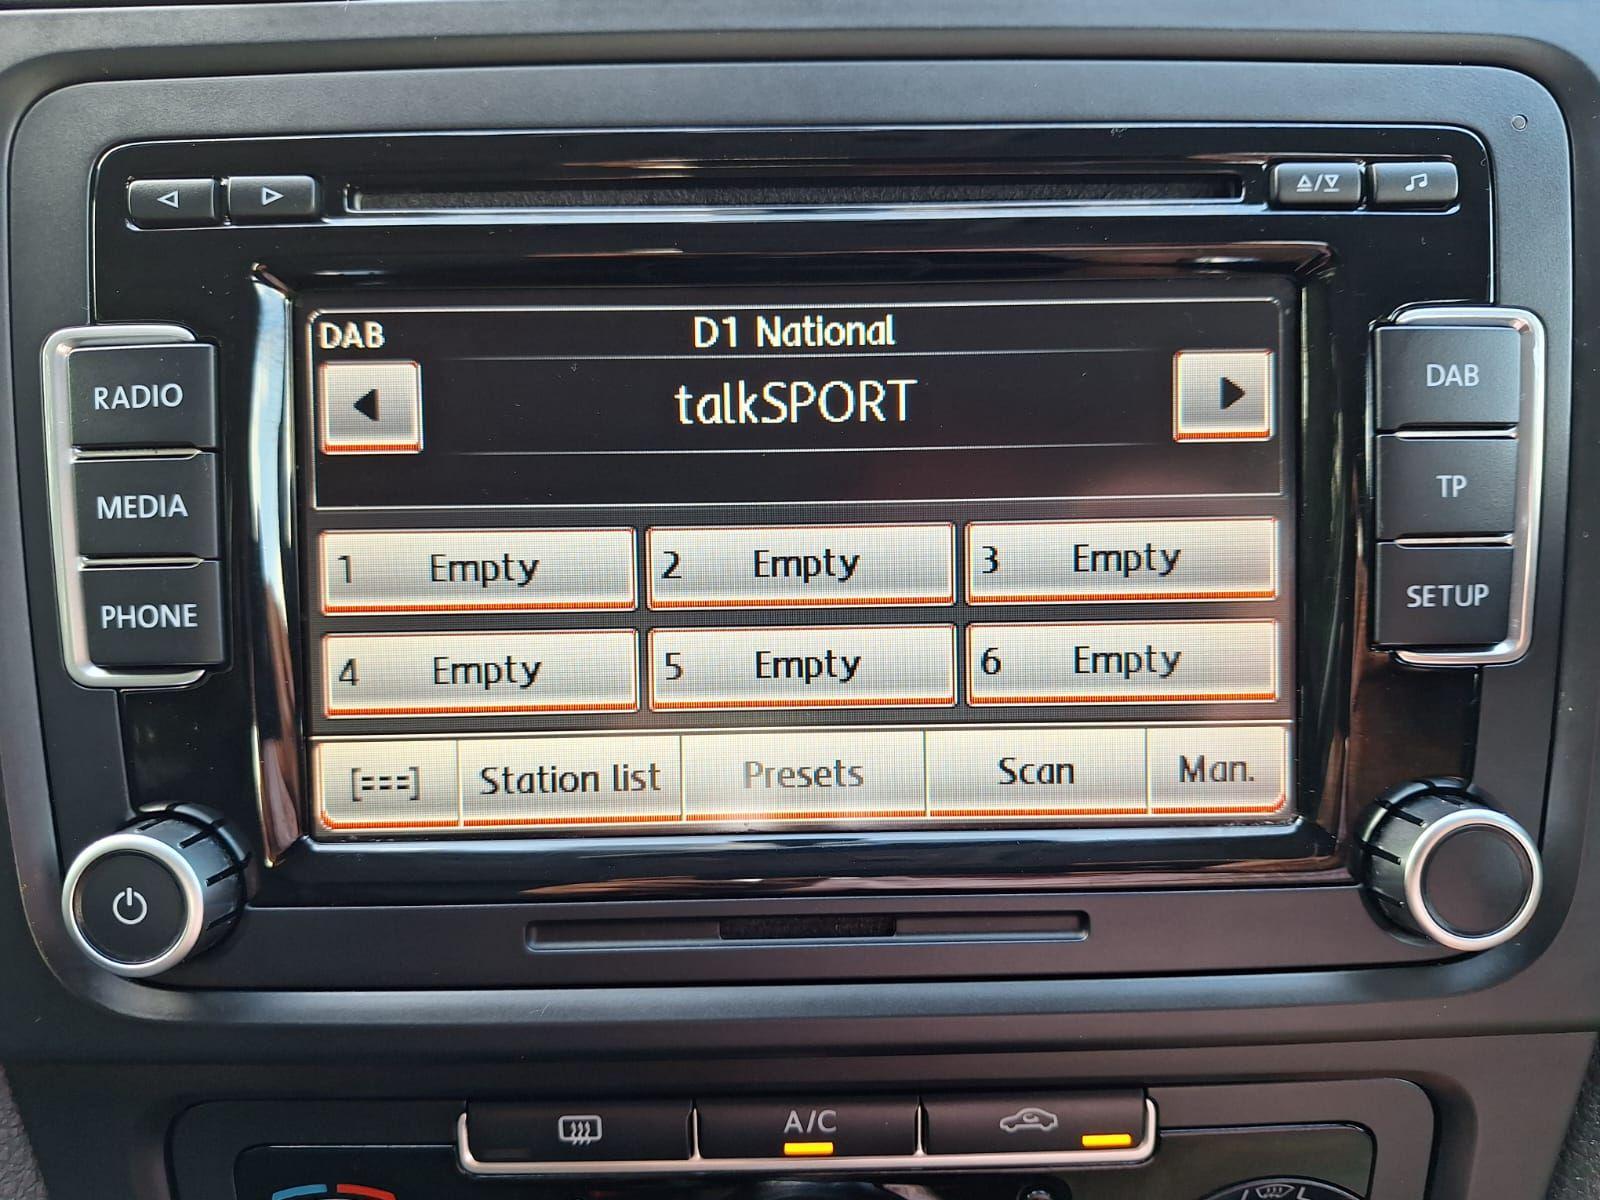 DAB
D1 National
talkSPORT
RADIO
DAB
MEDIA
TP
PHONE
SETUP
1 Empty
2 Empty
3 Empty
4 Empty
5 Empty
6 Empty
[===]
Station list
Presets
Scan
Man.
A/C